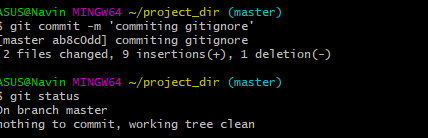 ASUS@Navin MINGW64 ~/project_dir (master)
$ git commit -m 'commiting gitignore'
[master ab8c0dd] commiting gitignore
2 files changed, 9 insertions(+), 1 deletion(-)
ASUS@Navin MINGW64 ~/project_dir (master)
$ git status
On branch master
nothing to commit, working tree clean